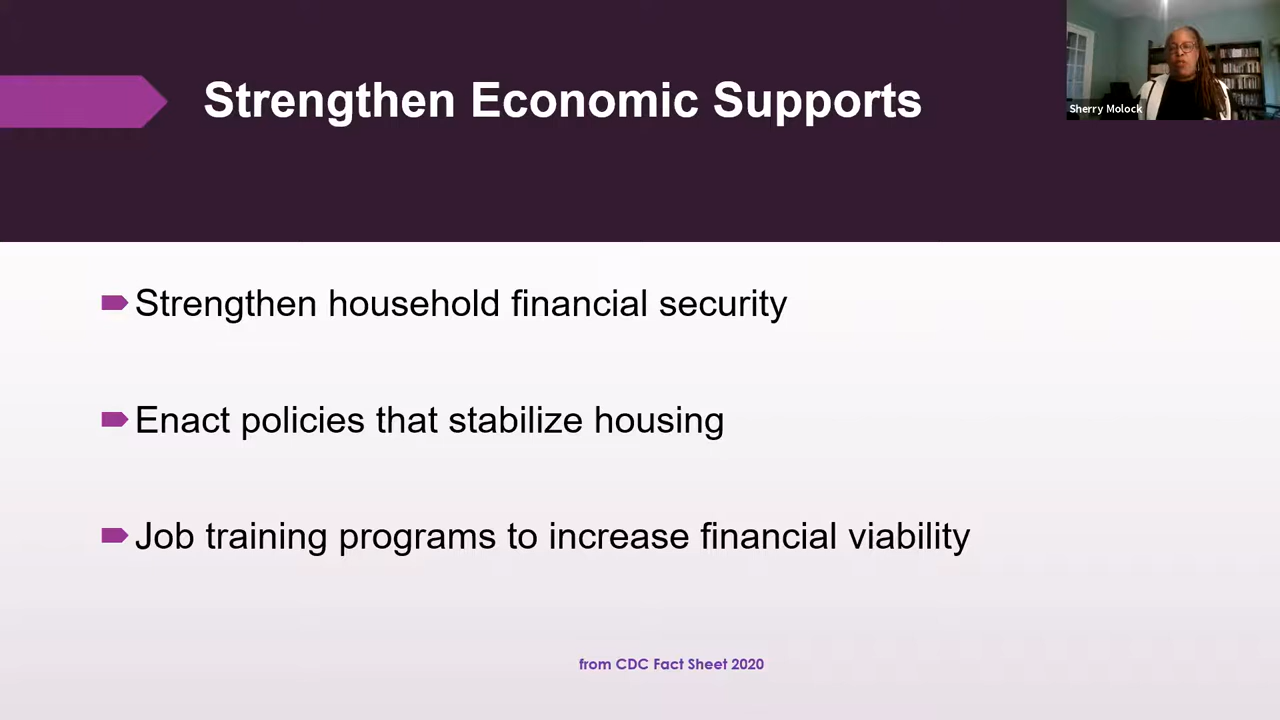 Strengthen Economic Supports
Sherry Molock
Strengthen household financial security
Enact policies that stabilize housing
Job training programs to increase financial viability
from CDC Fact Sheet 2020